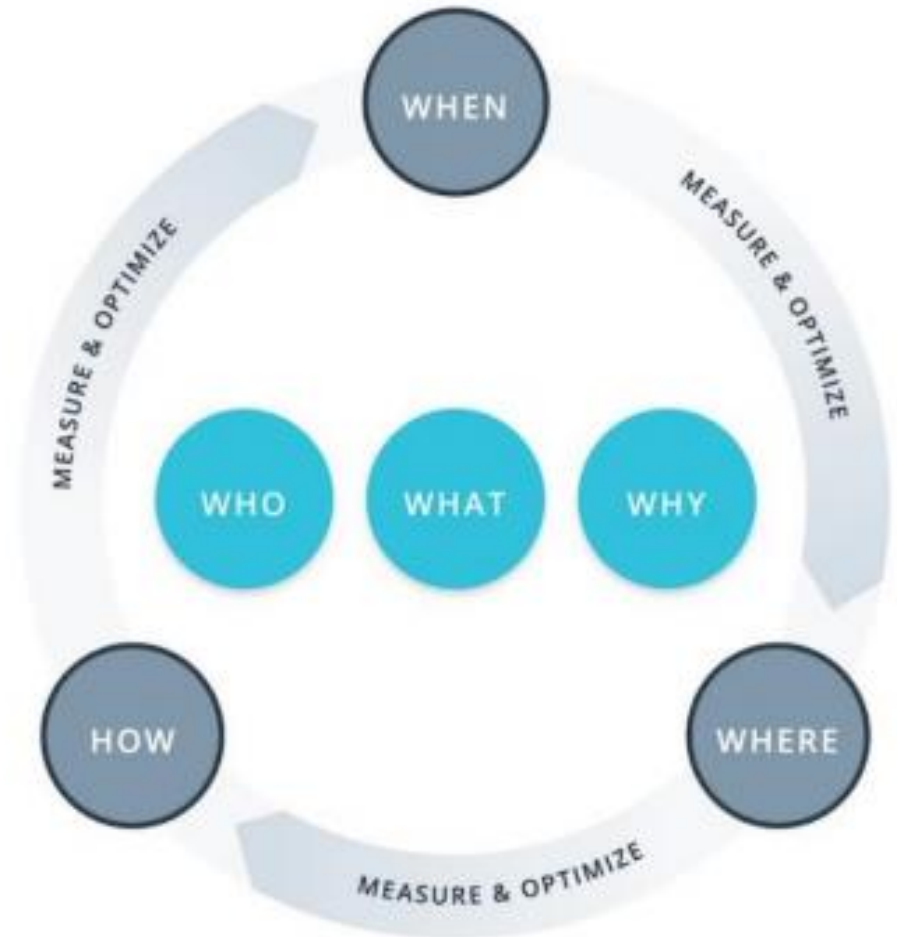 WHEN
MEASURE & OPTIMIZE
MEASURE & OPTIMIZE
WHO
WHAT
WHY
HOW
WHERE
MEASURE & OPTIMIZE